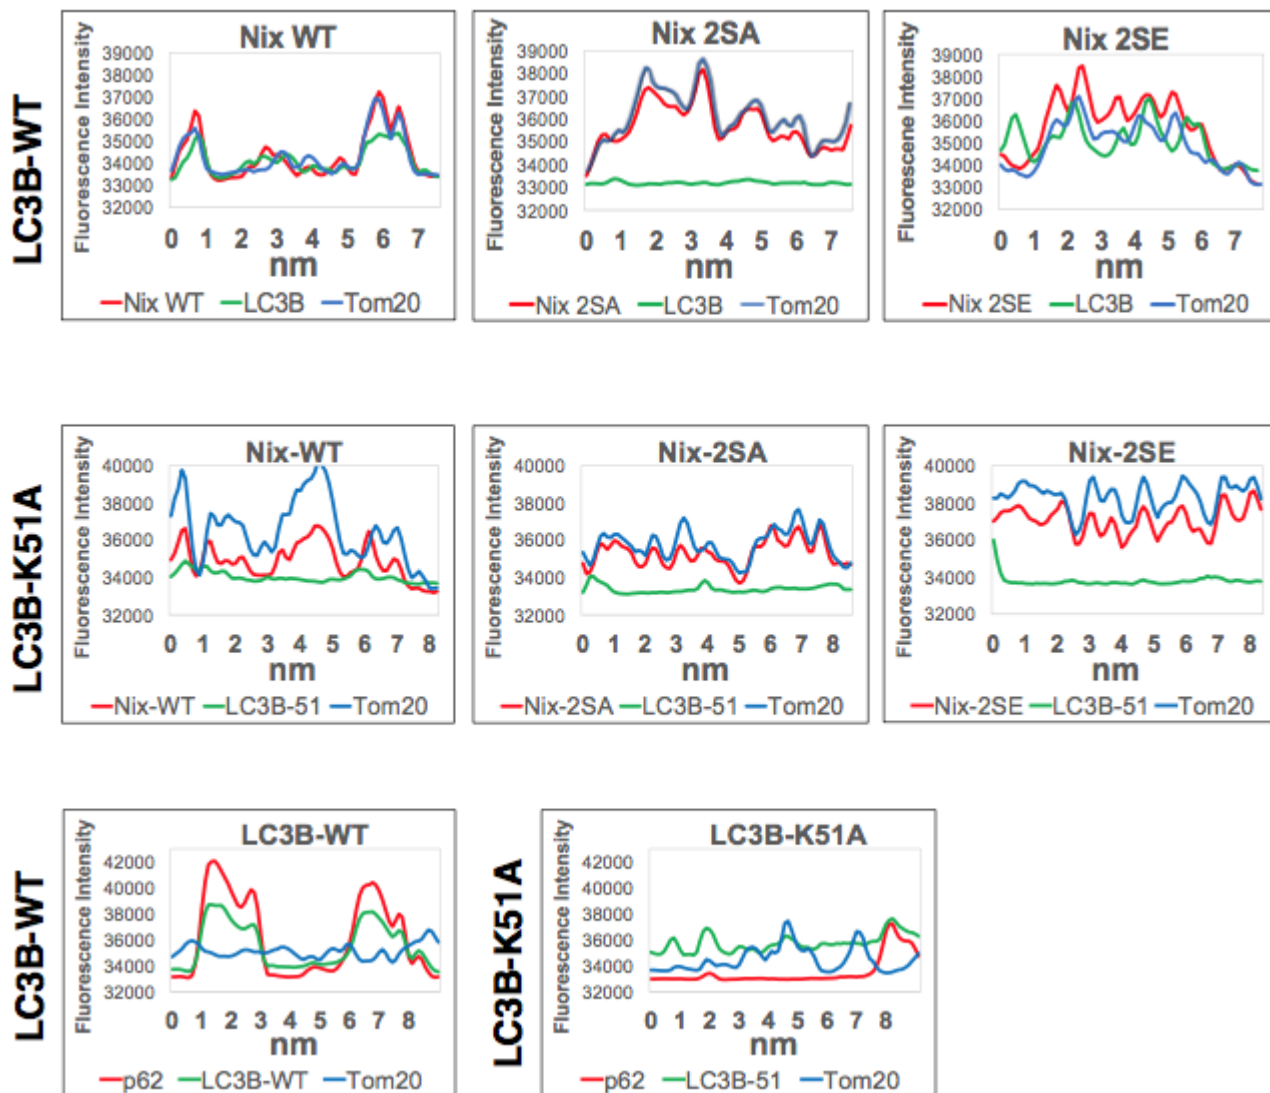 LC3B-WT
Nix WT
Fluorescence Intensity
39000
38000
37000
36000
35000
34000
33000
32000
0 1 2 3 4 5 6 7
nm
Nix WT LC3B Tom20
Nix 2SA
Fluorescence Intensity
39000
38000
37000
36000
35000
34000
33000
32000
0 1 2 3 4 5 6 7
nm
Nix 2SA LC3B Tom20
Nix 2SE
Fluorescene Intensity
39000
38000
37000
36000
35000
34000
33000
32000
0 1 2 3 4 5 6 7
nm
Nix 2SE LC3B Tom20
LC3B-K51A
Nix-WT
Fluorescence Intensity
40000
38000
36000
34000
32000
0 1 2 3 4 5 6 7 8
nm
Nix-WT LC3B-51 Tom20
Nix-2SA
Fluorescence Intensity
40000
38000
36000
34000
32000
0 1 2 3 4 5 6 7 8
nm
Nix-2SA LC3B-51 Tom20
Nix-2SE
Fluorescence Intensity
40000
38000
36000
34000
32000
0 1 2 3 4 5 6 7 8
nm
Nix-2SE LC3B-51 Tom20
LC3B-WT
LC3B-WT
Fluorescence Intensity
42000
40000
38000
36000
34000
32000
0 1 2 3 4 5 6 7 8
nm
p62 LC3B-WT Tom20
LC3B-K51A
LC3B-K51A
Fluorescence Intensity
42000
40000
38000
36000
34000
32000
0 1 2 3 4 5 6 7 8
nm
p62 LC3B-51 Tom20